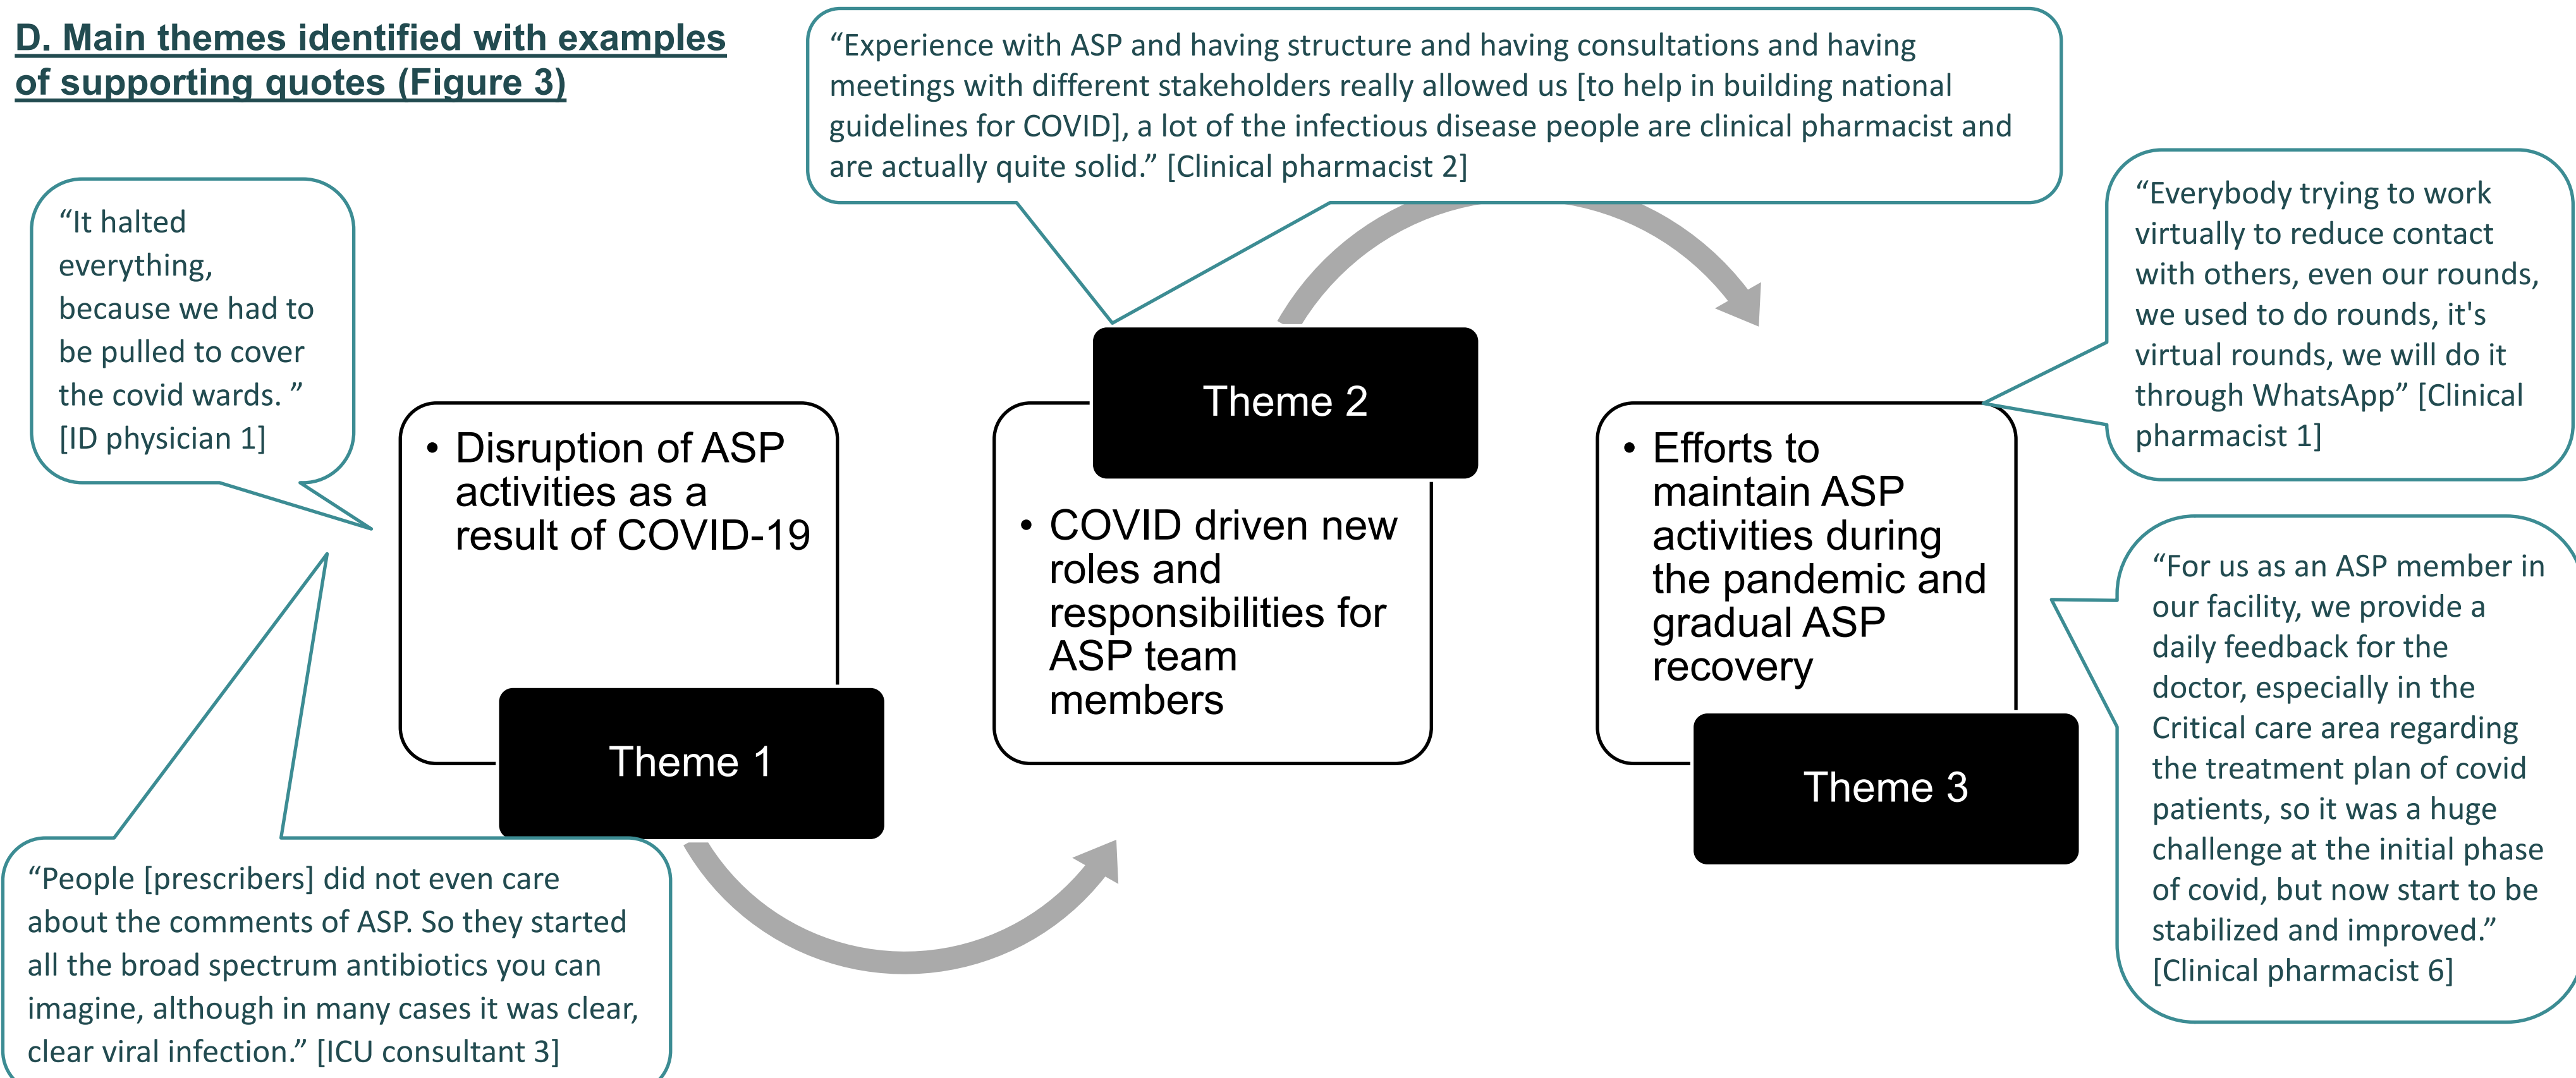 D. Main themes identified with examples
of supporting quotes (Figure 3)
“Experience with ASP and having structure and having consultations and having
meetings with different stakeholders really allowed us [to help in building national
guidelines for COVID], a lot of the infectious disease people are clinical pharmacist and
are actually quite solid.” [Clinical pharmacist 2]
“It halted
everything,
because we had to
be pulled to cover
the covid wards. ”
[ID physician 1]
“Everybody trying to work
virtually to reduce contact
with others, even our rounds,
we used to do rounds, it's
virtual rounds, we will do it
through WhatsApp” [Clinical
pharmacist 1]
• Disruption of ASP
activities as a
result of COVID-19
Theme 1
Theme 2
• COVID driven new
roles and
responsibilities for
ASP team
members
• Efforts to
maintain ASP
activities during
the pandemic and
gradual ASP
recovery
Theme 3
“For us as an ASP member in
our facility, we provide a
daily feedback for the
doctor, especially in the
Critical care area regarding
the treatment plan of covid
patients, so it was a huge
challenge at the initial phase
of covid, but now start to be
stabilized and improved.”
[Clinical pharmacist 6]
“People [prescribers] did not even care
about the comments of ASP. So they started
all the broad spectrum antibiotics you can
imagine, although in many cases it was clear,
clear viral infection.” [ICU consultant 3]